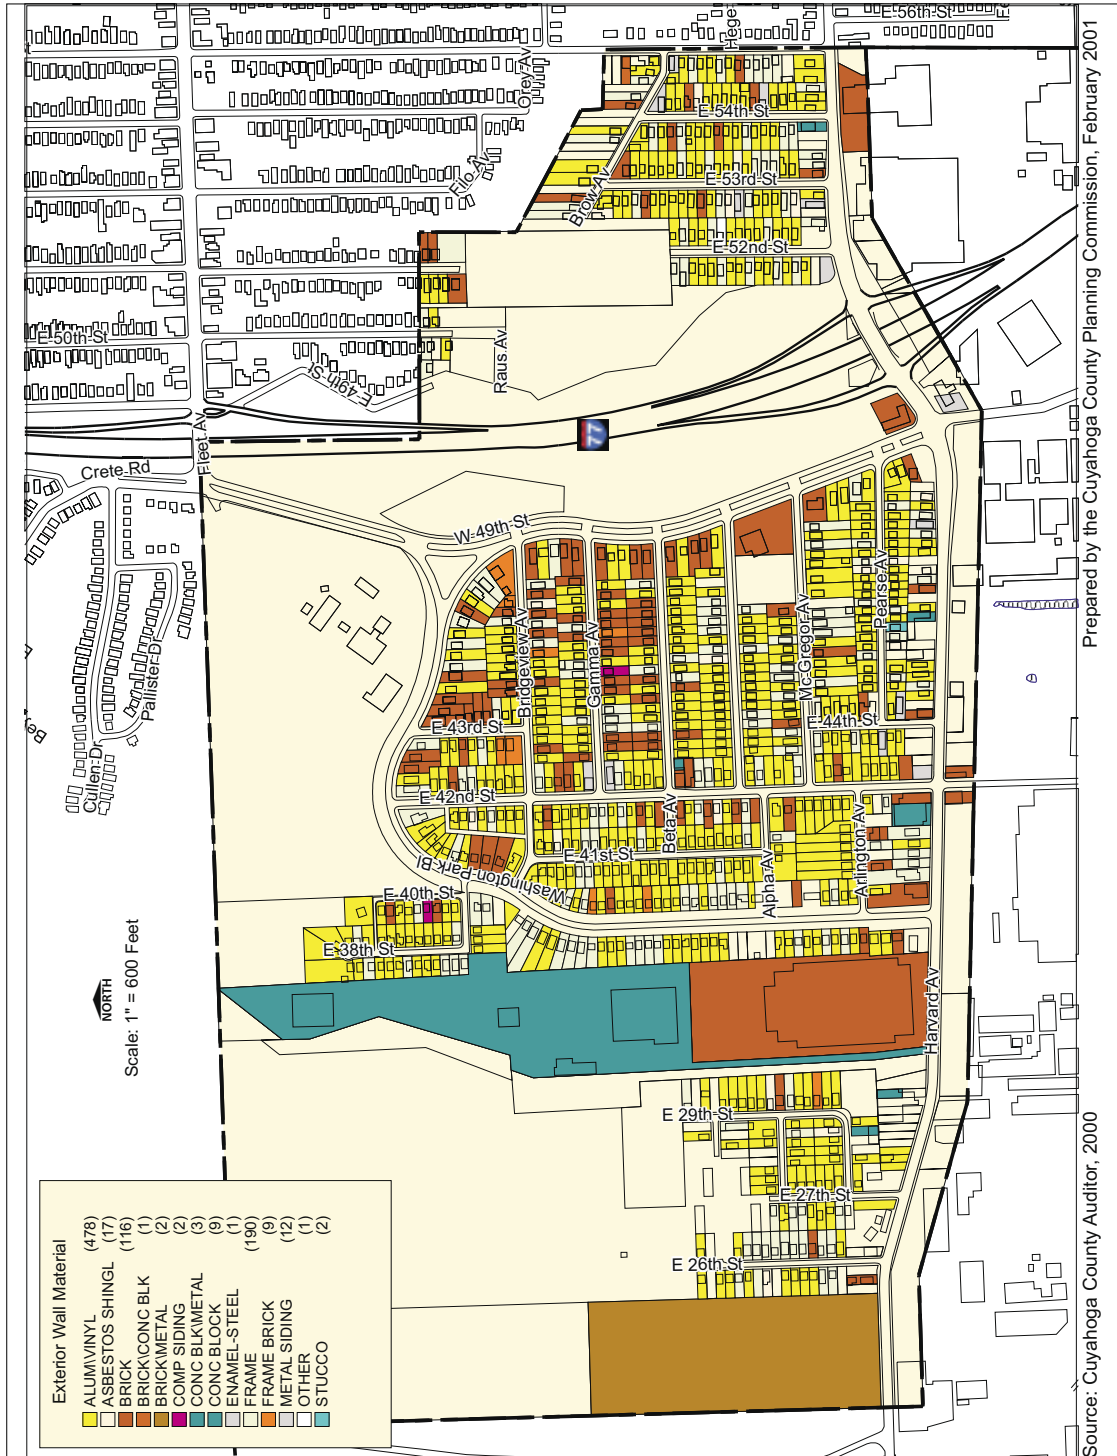 E-56th-St
Hege
Fe
Orey-Av
E-54th-St
Filo-Av
E-53rd-St
Brow-Av
E-52nd-St
E-50th-St
Raus-Av
E-49th-St
77
Fleet-Av
Crete-Rd
W-49th-St
Pearse-Av
Mc-Gregor-Av
Gamma-Av
Bridgeview-Av
Pallister-Dr
E-43rd-St
E-44th-St
Cullen-Dr
E-42nd-St
Beta-Av
E-41st-St
Arlington-Av
Alpha-Av
Washington-Park-Bl
E-40th-St
E-38th-St
NORTH
Scale: 1" = 600 Feet
Harvard-Av
E 29th-St
E-27th-St
E 26th-St
Exterior Wall Material
ALUM\VINYL (478)
ASBESTOS SHINGL (17)
BRICK (116)
BRICK\CONC BLK (1)
BRICK\METAL (2)
COMP SIDING (2)
CONC BLK\METAL (3)
CONC BLOCK (9)
ENAMEL-STEEL (1)
FRAME (190)
FRAME BRICK (9)
METAL SIDING (12)
OTHER (1)
STUCCO (2)
Prepared by the Cuyahoga County Planning Commission, February 2001
Source: Cuyahoga County Auditor, 2000